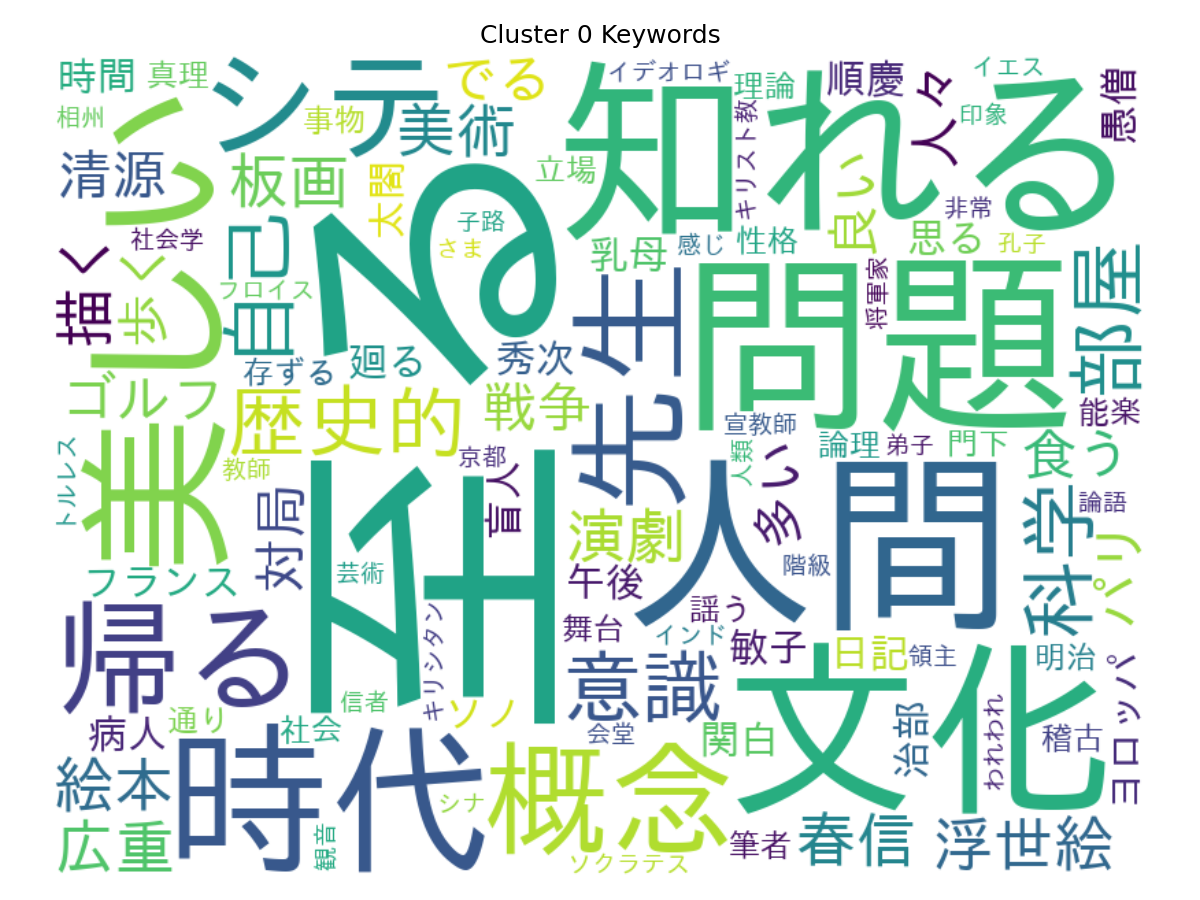 Cluster 0 Keywords
時間
真理
シテ
でる
イデオロギ
理論
順慶
人々
イエス
愚僧
相州
事物
美術
知れる
キリスト教
印象
美しい
清源
板画
太閤
子路
立場
良い
非常
描く
社会学
歩く
自己
さま
乳母
感じ
性格
思る
孔子
フロイス
在る
先生
問題
将軍家
部屋
存ずる
廻る
秀次
ゴルフ
歴史的
戦争
宣教師
能楽
トルレス
教師
京都
人類
論理
弟子
門下
食う
対局
盲人
人間
多い
科学
論語
フランス
芸術
演劇
午後
階級
パリ
帰る
キリシタン
舞台
謡う
インド
敏子
日記
領主
明治
ヨロッパ
病人
通り
社会
信者
ソノ
意識
会堂
関白
文化
治部
われわれ
稽古
絵本
時代
シナ
概念
広重
観音
ソクラテス
筆者
春信
浮世絵